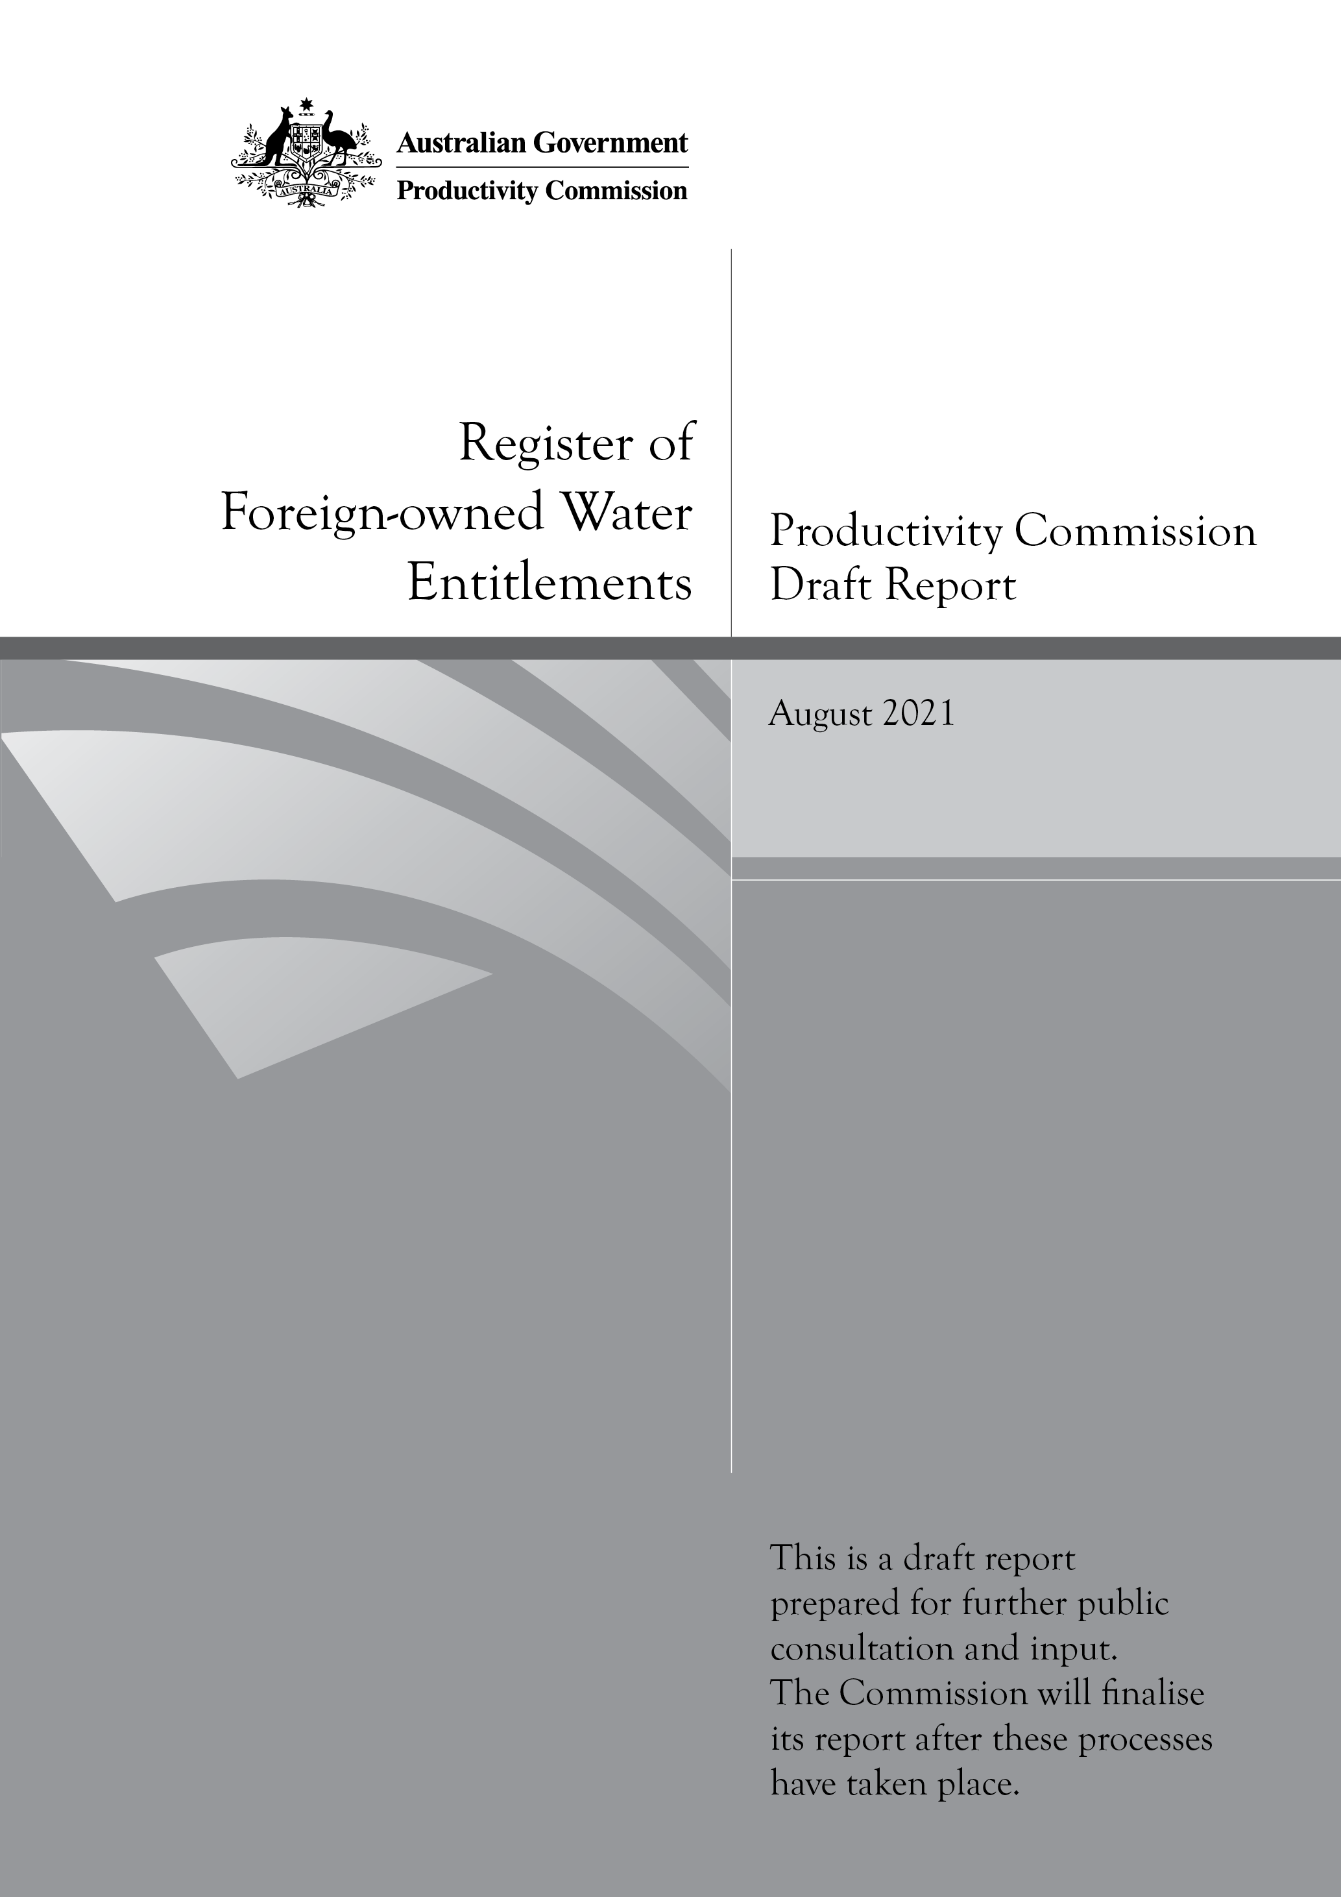 Australian Government
Productivity Commission
AUSTRALIA
Register of
Foreign-owned Water
Entitlements
Productivity Commission
Draft Report
August 2021
This is a draft report
prepared for further public
consultation and input.
The Commission will finalise
its report after these processes
have taken place.